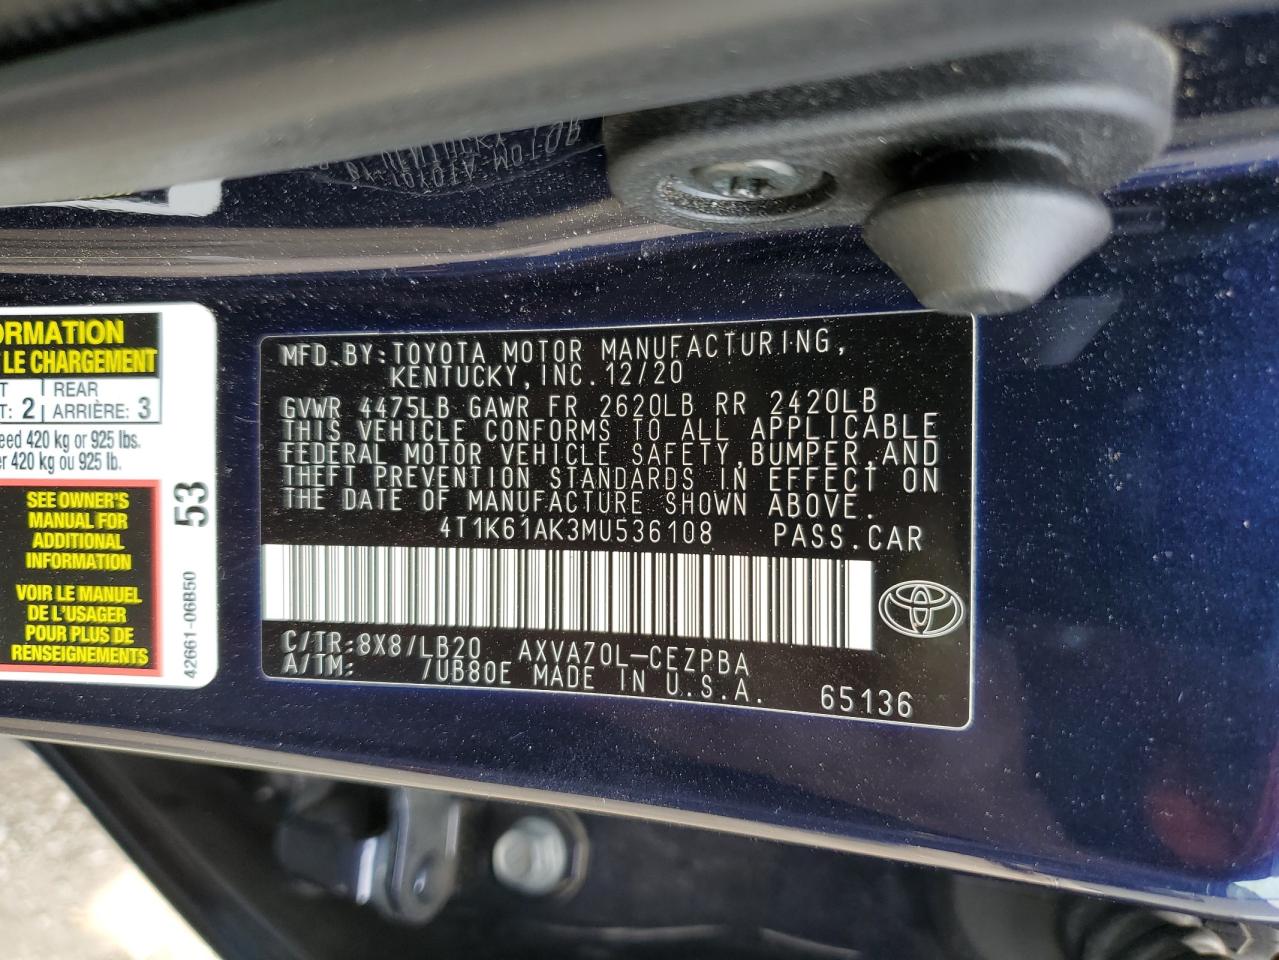 ORMATION
LE CHARGEMENT
T REAR
T: 2 ARRIÈRE: 3
eed 420 kg or 925 lbs.
er 420 kg ou 925 lb.
SEE OWNER'S
MANUAL FOR
ADDITIONAL
INFORMATION
VOIR LE MANUEL
DE L'USAGER
POUR PLUS DE
RENSEIGNEMENTS
53
42661-06B50
MFD.BY:TOYOTA MOTOR MANUFACTURING,
KENTUCKY,INC.12/20
GVWR 4475LB GAWR FR 2620LB RR 2420LB
THIS VEHICLE CONFORMS TO ALL APPLICABLE
FEDERAL MOTOR VEHICLE SAFETY,BUMPER,AND
THEFT PREVENTION STANDARDS IN EFFECT ON
THE DATE OF MANUFACTURE SHOWN ABOVE.
4T1K61AK3MU536108 PASS.CAR
C/TR:8X8/LB20 AXVA70L-CEZPBA
A/TM: /UB80E MADE IN U.S.A. 65136